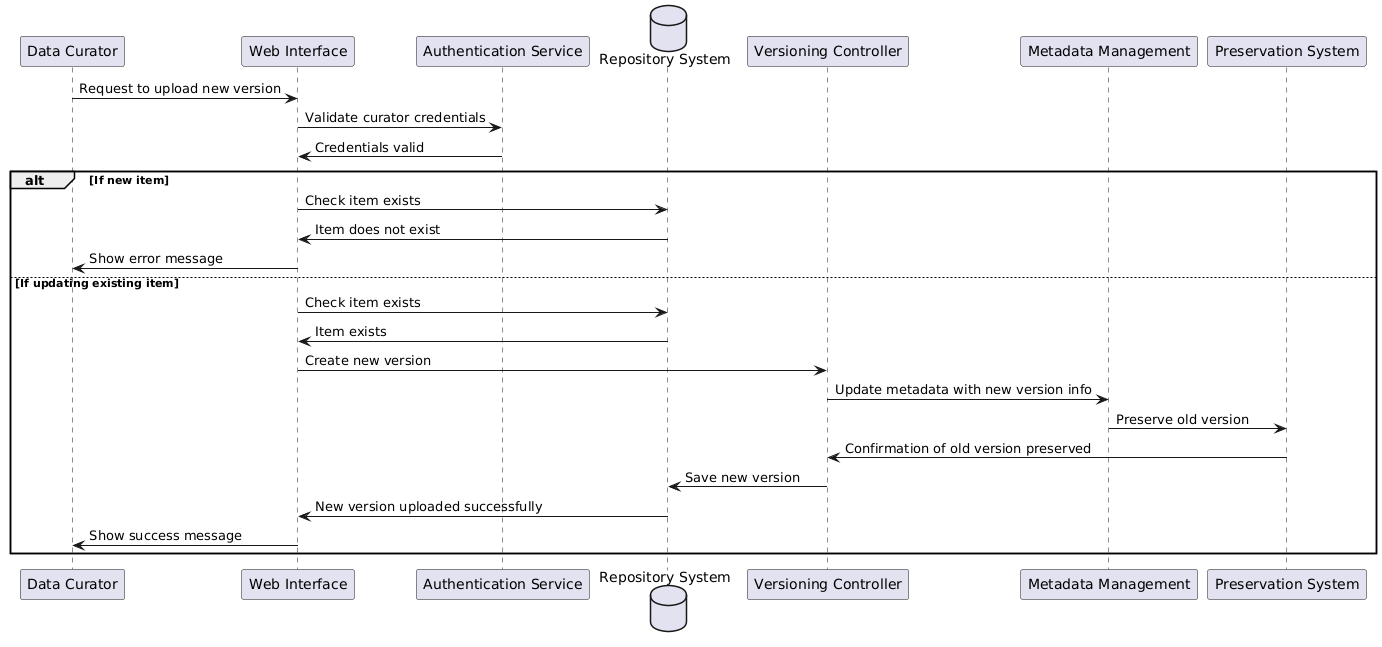 Data Curator
Web Interface
Authentication Service
Repository System
Versioning Controller
Metadata Management
Preservation System
Request to upload new version
Validate curator credentials
Credentials valid
alt [If new item]
Check item exists
Item does not exist
Show error message
[If updating existing item]
Check item exists
Item exists
Create new version
Update metadata with new version info
Preserve old version
Confirmation of old version preserved
Save new version
New version uploaded successfully
Show success message
Data Curator
Web Interface
Authentication Service
Repository System
Versioning Controller
Metadata Management
Preservation System